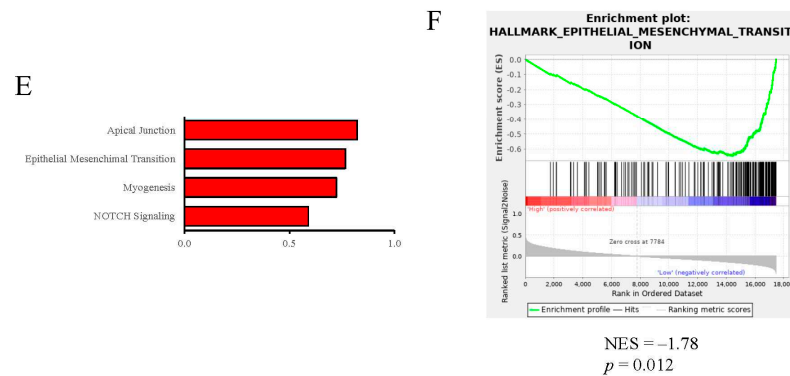 E
Apical Junction
Epithelial Mesenchimal Transition
Myogenesis
NOTCH Signaling
0.0 0.5 1.0
F
Enrichment plot:
HALLMARK_EPITHELIAL_MESENCHYMAL_TRANSIT
ION
Enrichment score (ES)
0.0
-0.1
-0.2
-0.3
-0.4
-0.5
-0.6
'High' (positively correlated)
Ranked list metric (Signal2Noise)
1.0
0.5
0.0
Zero cross at 7784
'Low' (negatively correlated)
0 2,000 4,000 6,000 8,000 10,000 12,000 14,000 16,000 18,00
Rank in Ordered Dataset
Enrichment profile Hits Ranking metric scores
NES = –1.78
p = 0.012